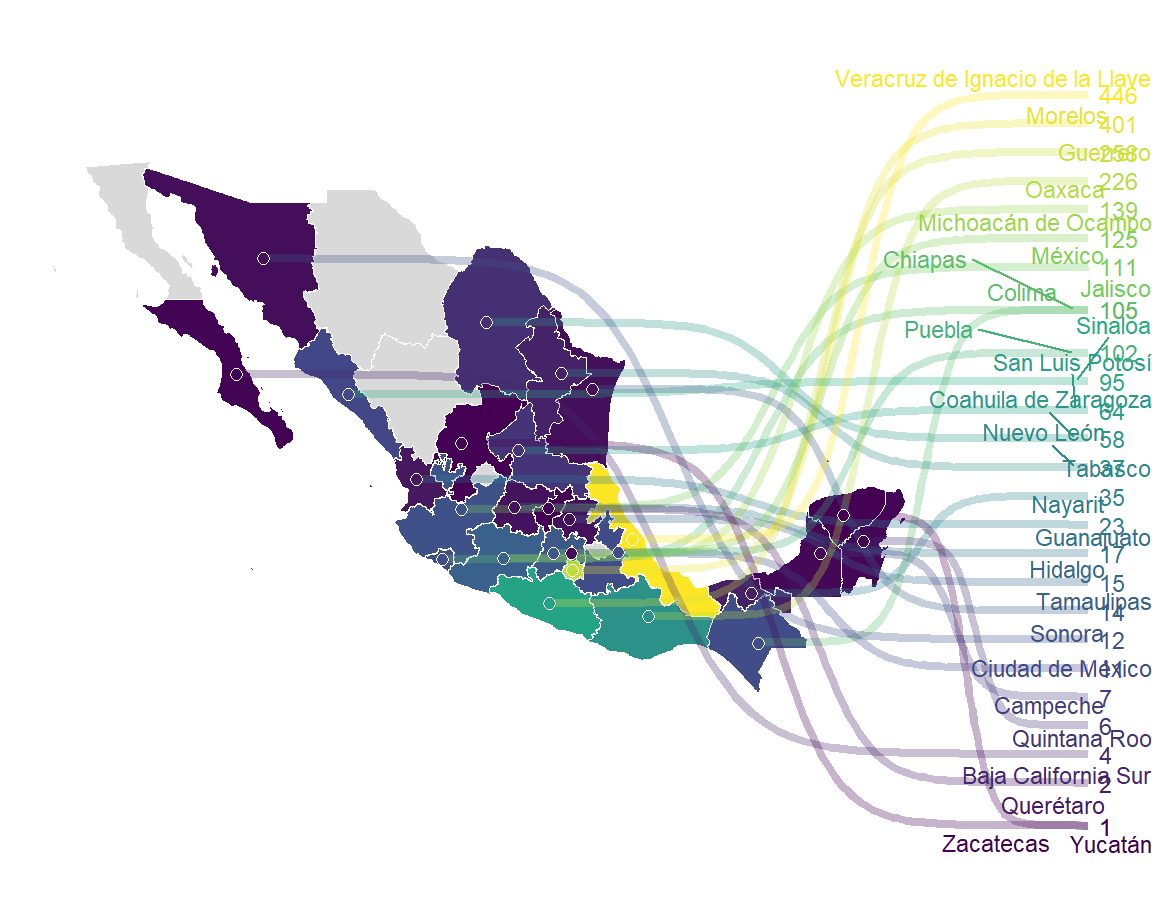 Veracruz de Ignacio de la Llave
446
Morelos
401
Guerrero
258
226
Oaxaca
139
Michoacán de Ocampo
125
México
Chiapas
111
Jalisco
Colima
105
Sinaloa
Puebla
102
San Luis Potosí
95
Coahuila de Zaragoza
64
Nuevo León
58
Tabasco
37
35
Nayarit
23
Guanajuato
17
Hidalgo
15
Tamaulipas
14
Sonora
12
Ciudad de México
11
7
Campeche
6
Quintana Roo
4
Baja California Sur
2
Querétaro
1
Zacatecas
Yucatán